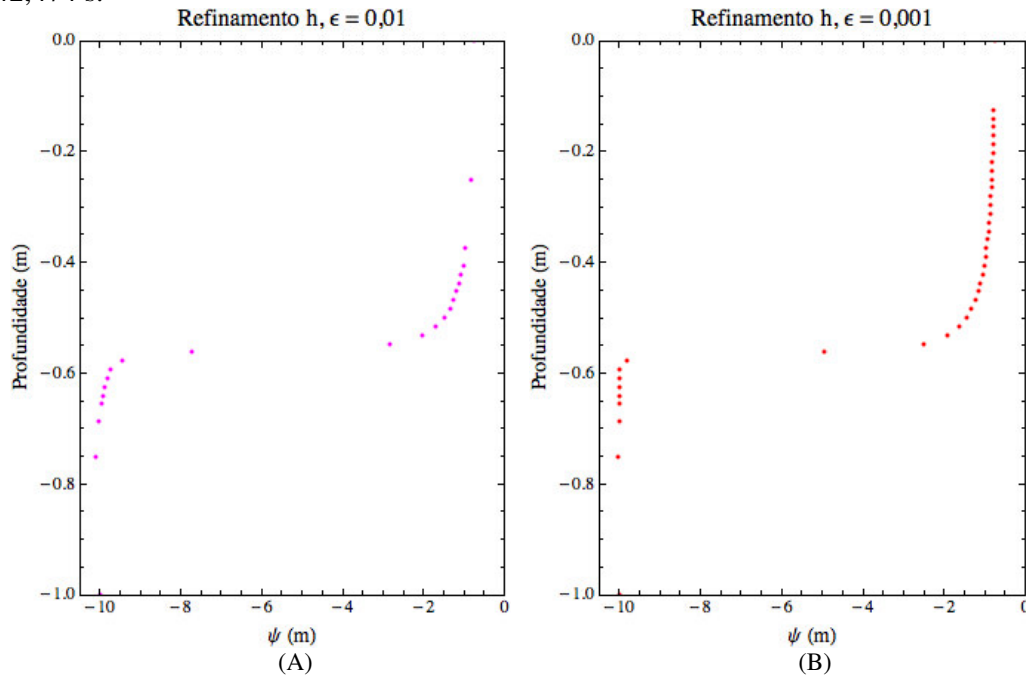 Refinamento h, ϵ = 0,01
0.0
−0.2
−0.4
−0.6
−0.8
−1.0
Profundidade (m)
−10 −8 −6 −4 −2 0
ψ (m)
(A)
Refinamento h, ϵ = 0,001
0.0
−0.2
−0.4
−0.6
−0.8
−1.0
Profundidade (m)
−10 −8 −6 −4 −2 0
ψ (m)
(B)